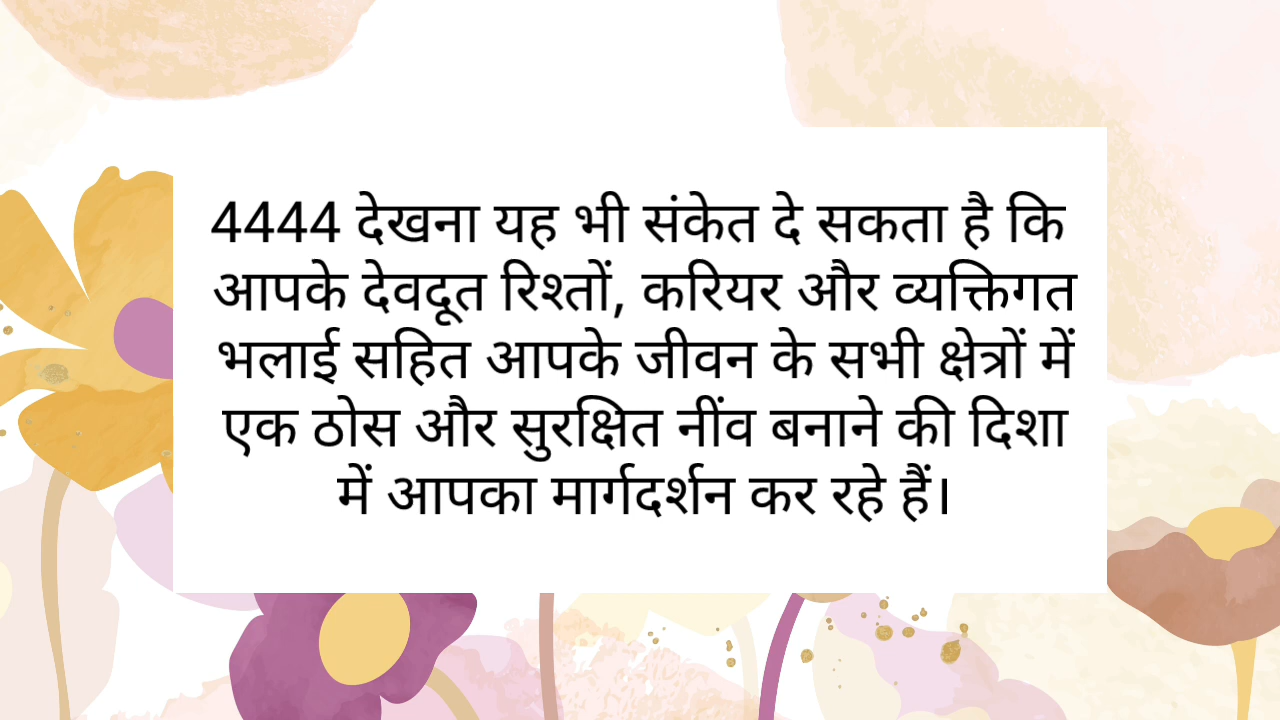 4444 देखना यह भी संकेत दे सकता है कि
आपके देवदूत रिश्तों, करियर और व्यक्तिगत
भलाई सहित आपके जीवन के सभी क्षेत्रों में
एक ठोस और सुरक्षित नींव बनाने की दिशा
में आपका मार्गदर्शन कर रहे हैं।